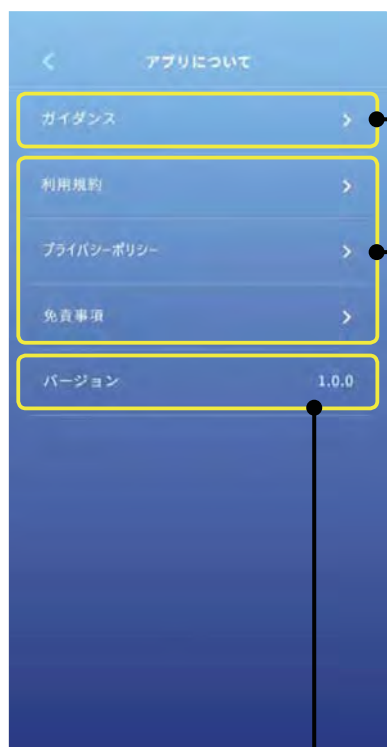 アプリについて
ガイダンス
利用規約
プライバシーポリシー
免責事項
バージョン 1.0.0